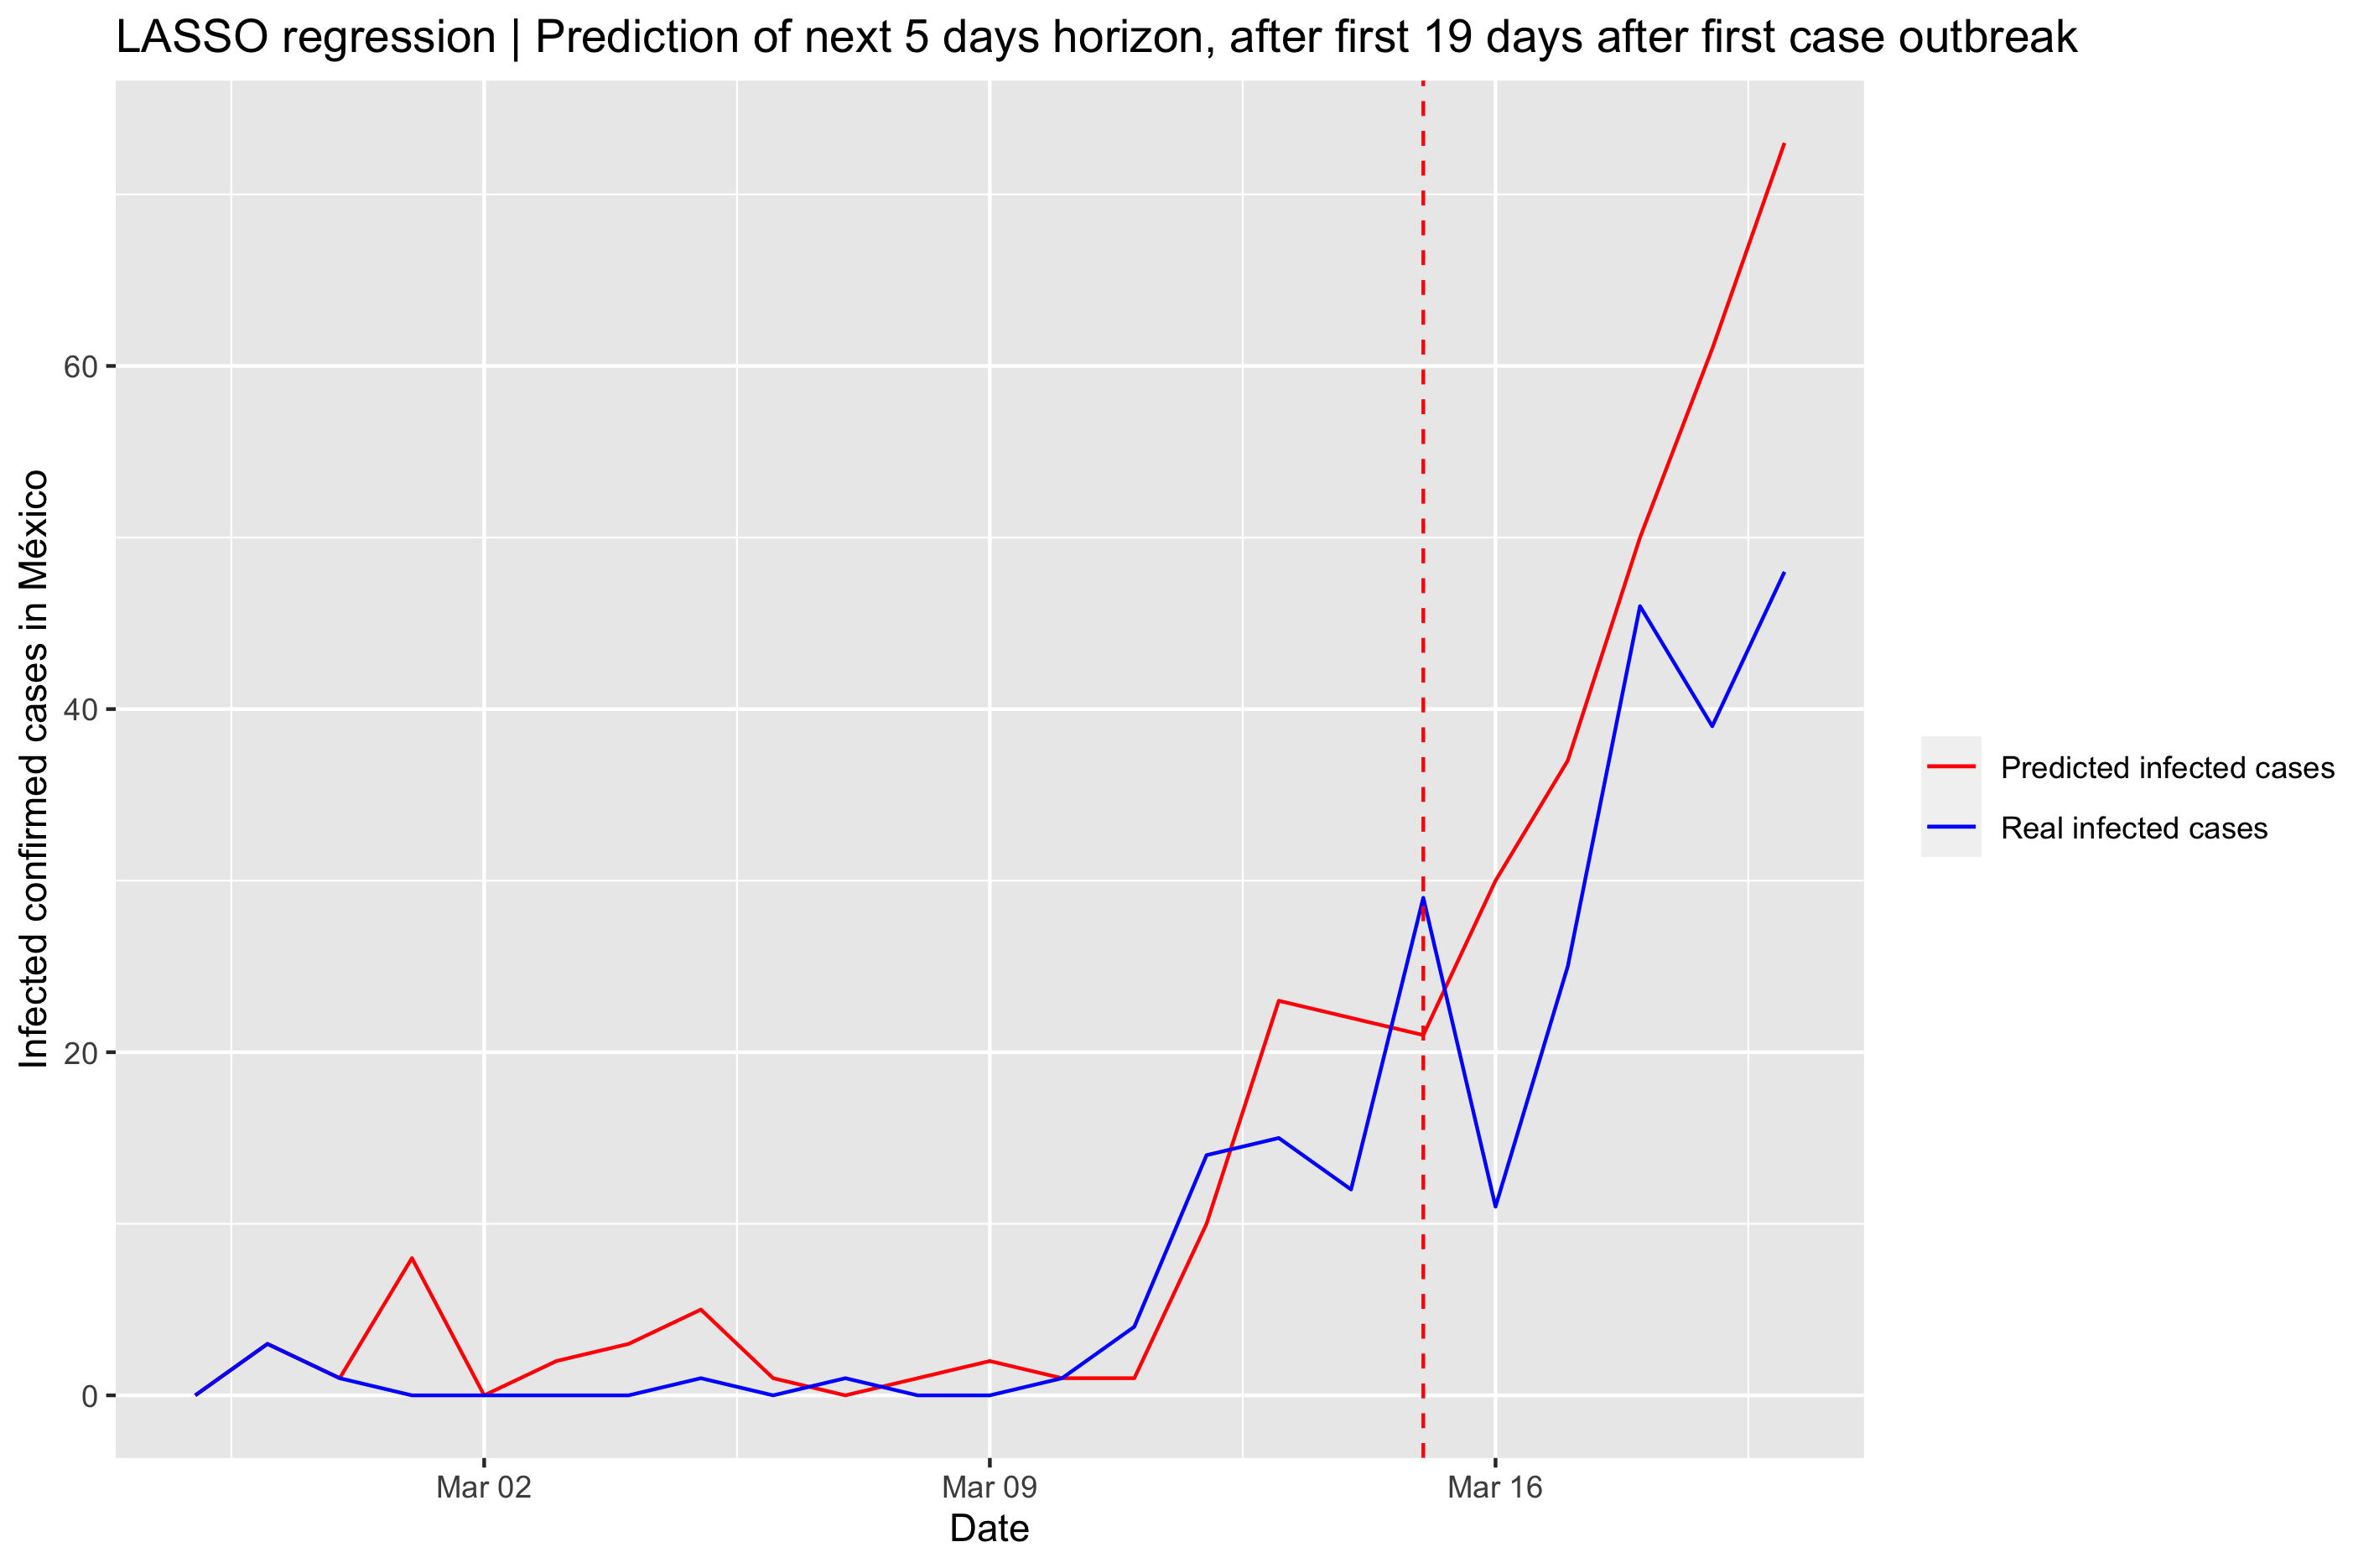 LASSO regression | Prediction of next 5 days horizon, after first 19 days after first case outbreak
Infected confirmed cases in México
60
40
20
0
Mar 02
Mar 09
Mar 16
Date
Predicted infected cases
Real infected cases